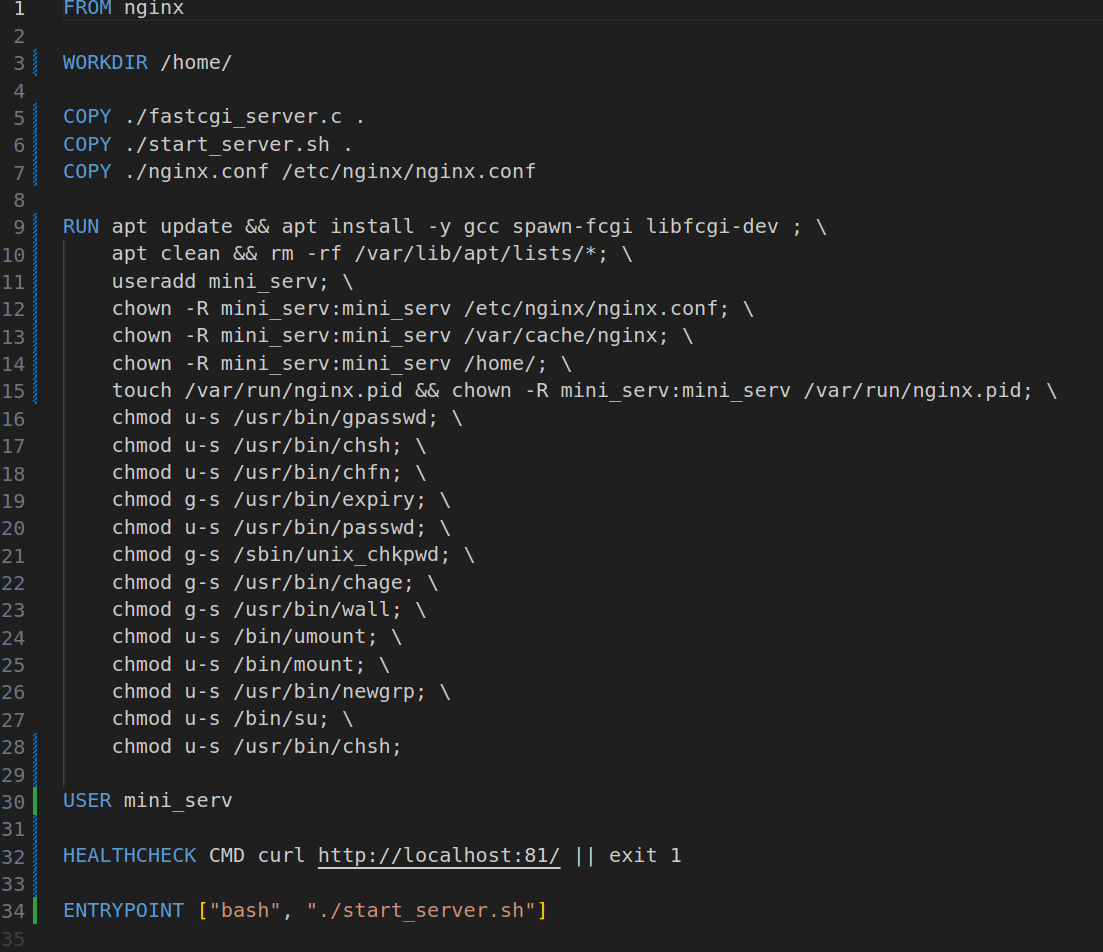 1 FROM nginx
2
3 WORKDIR /home/
4
5 COPY ./fastcgi_server.c .
6 COPY ./start_server.sh .
7 COPY ./nginx.conf /etc/nginx/nginx.conf
8
9 RUN apt update && apt install -y gcc spawn-fcgi libfcgi-dev ; \
10     apt clean && rm -rf /var/lib/apt/lists/*; \
11     useradd mini_serv; \
12     chown -R mini_serv:mini_serv /etc/nginx/nginx.conf; \
13     chown -R mini_serv:mini_serv /var/cache/nginx; \
14     chown -R mini_serv:mini_serv /home/; \
15     touch /var/run/nginx.pid && chown -R mini_serv:mini_serv /var/run/nginx.pid; \
16     chmod u-s /usr/bin/gpasswd; \
17     chmod u-s /usr/bin/chsh; \
18     chmod u-s /usr/bin/chfn; \
19     chmod g-s /usr/bin/expiry; \
20     chmod u-s /usr/bin/passwd; \
21     chmod g-s /sbin/unix_chkpwd; \
22     chmod g-s /usr/bin/chage; \
23     chmod g-s /usr/bin/wall; \
24     chmod u-s /bin/umount; \
25     chmod u-s /bin/mount; \
26     chmod u-s /usr/bin/newgrp; \
27     chmod u-s /bin/su; \
28     chmod u-s /usr/bin/chsh;
29
30 USER mini_serv
31
32 HEALTHCHECK CMD curl http://localhost:81/ || exit 1
33
34 ENTRYPOINT ["bash", "./start_server.sh"]
35